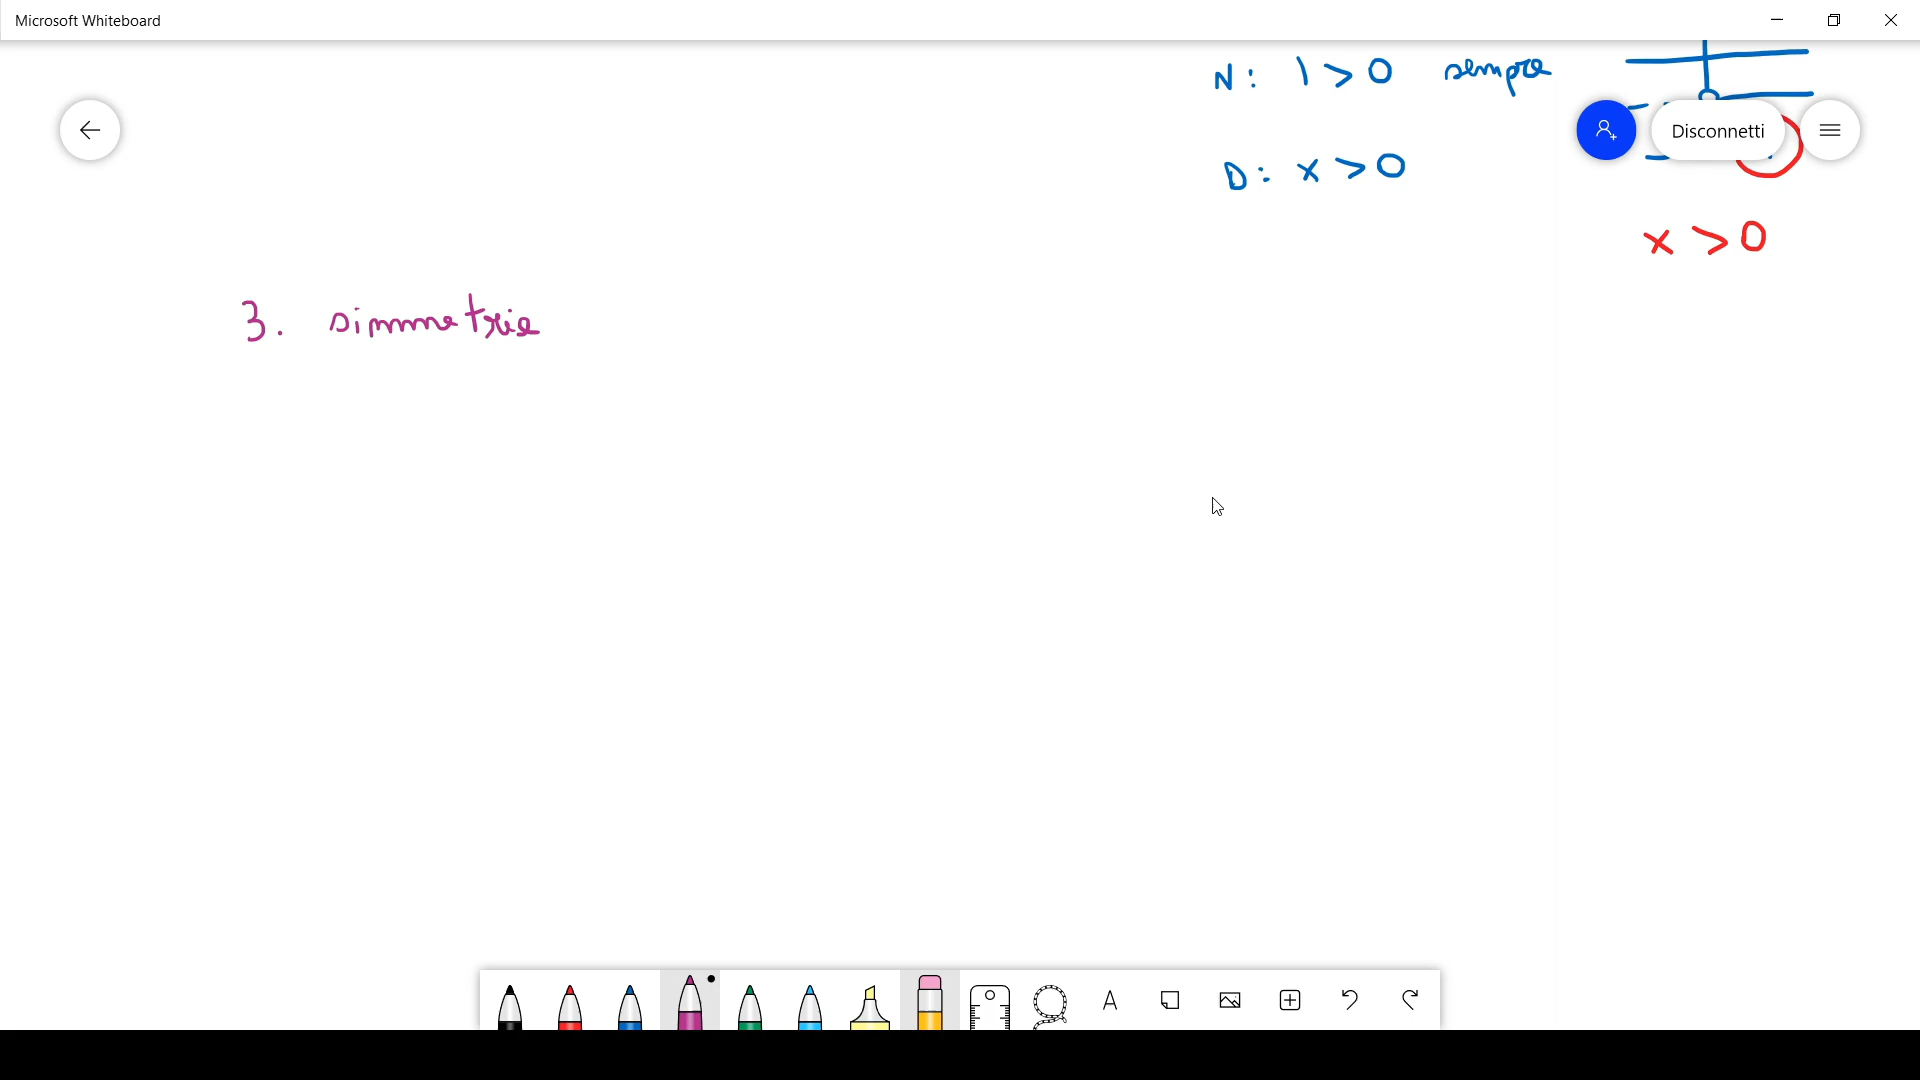 Microsoft Whiteboard
N: 1 > 0 sempre
Disconnetti
D: x > 0
x > 0
3. simmetrie